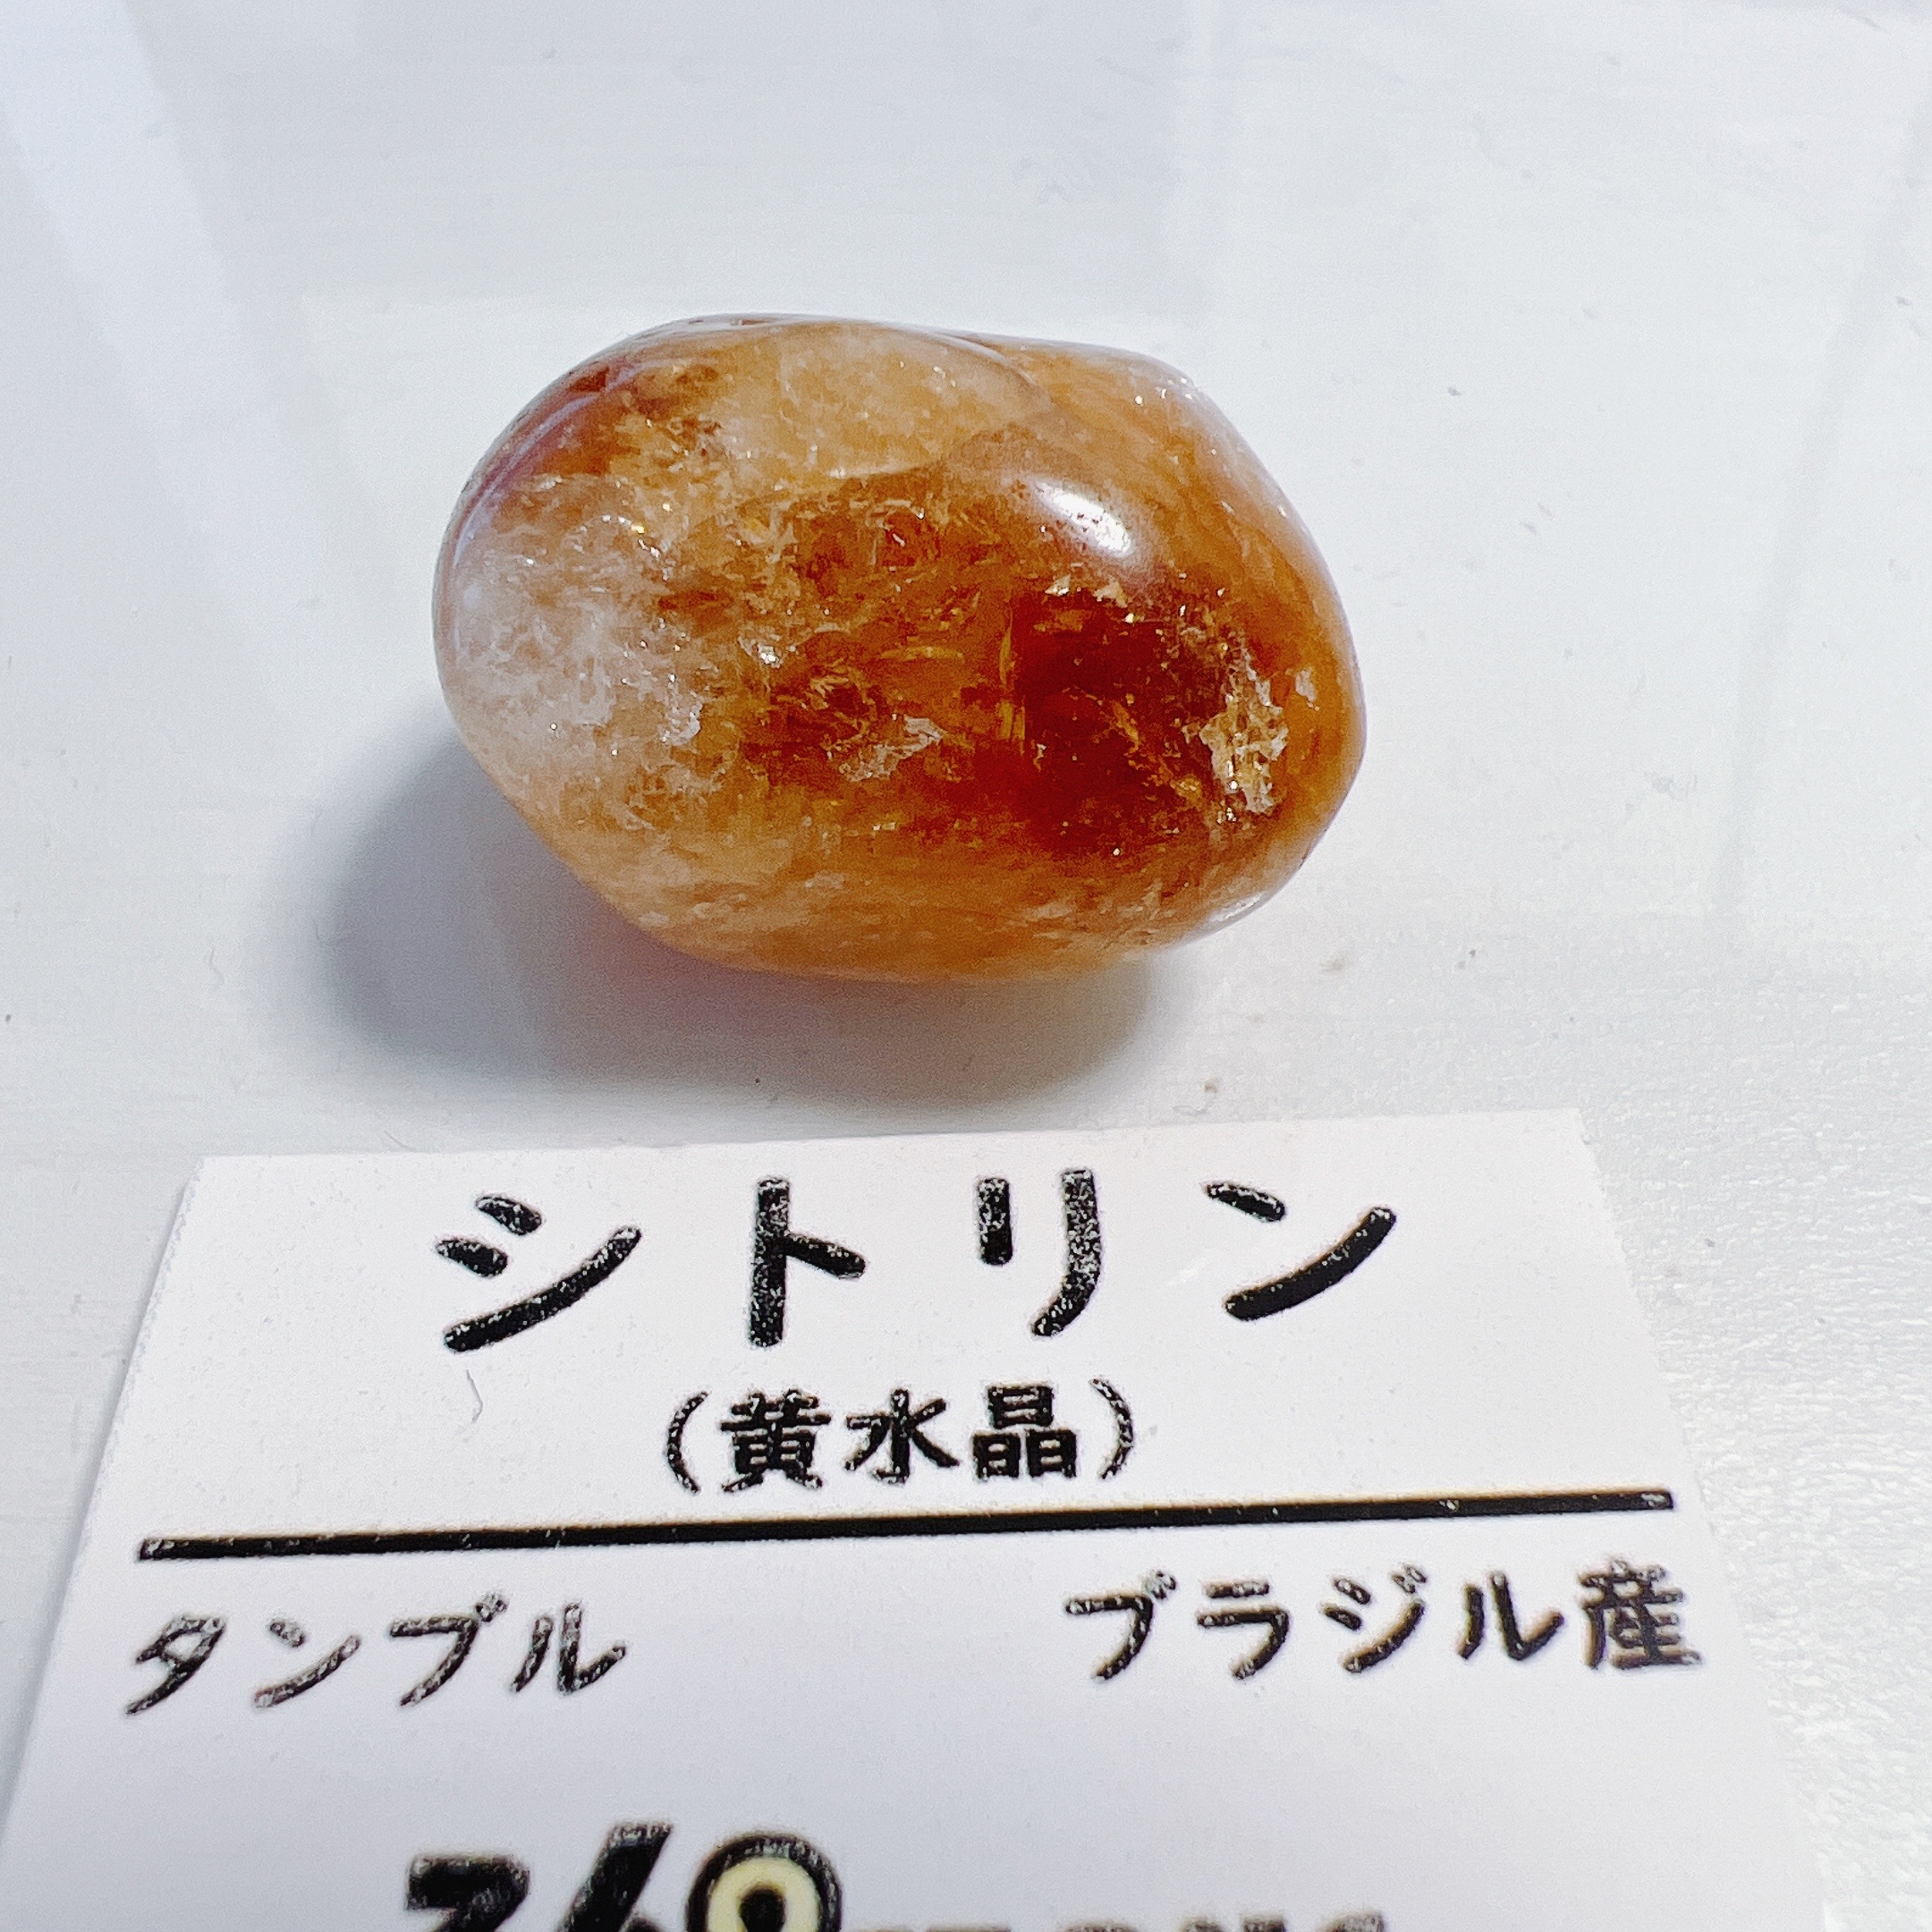 シトリン
(黄水晶)
タンブル ブラジル産